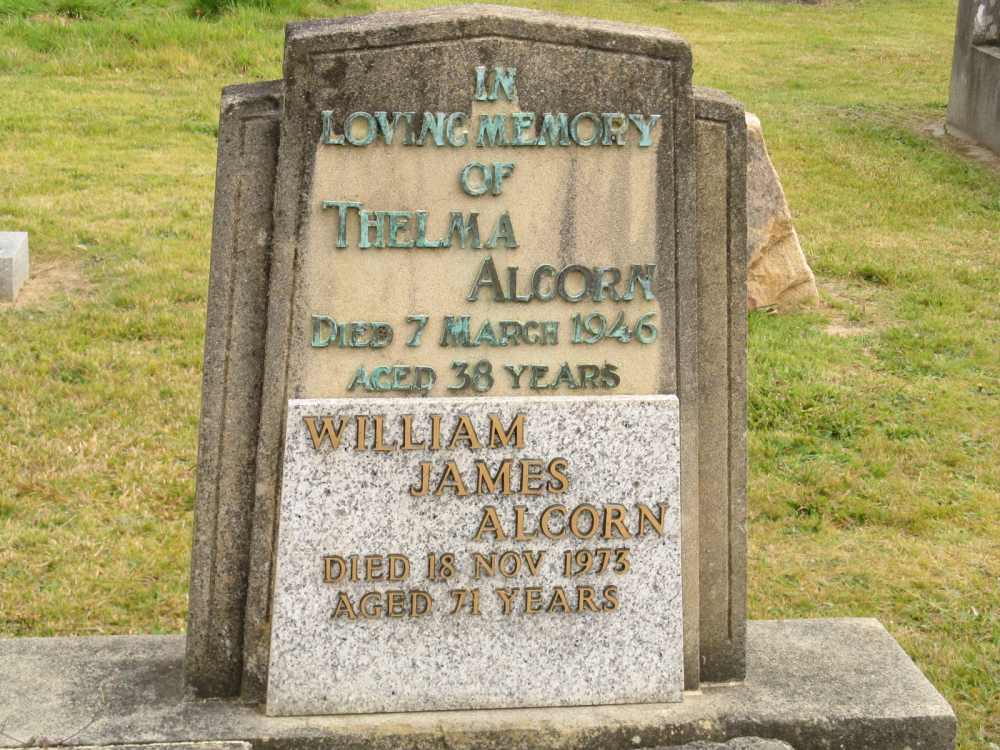 IN
LOVING MEMORY
OF
THELMA
ALCORN
DIED 7 MARCH 1946
AGED 38 YEARS
WILLIAM
JAMES
ALCORN
DIED 18 NOV 1973
AGED 71 YEARS